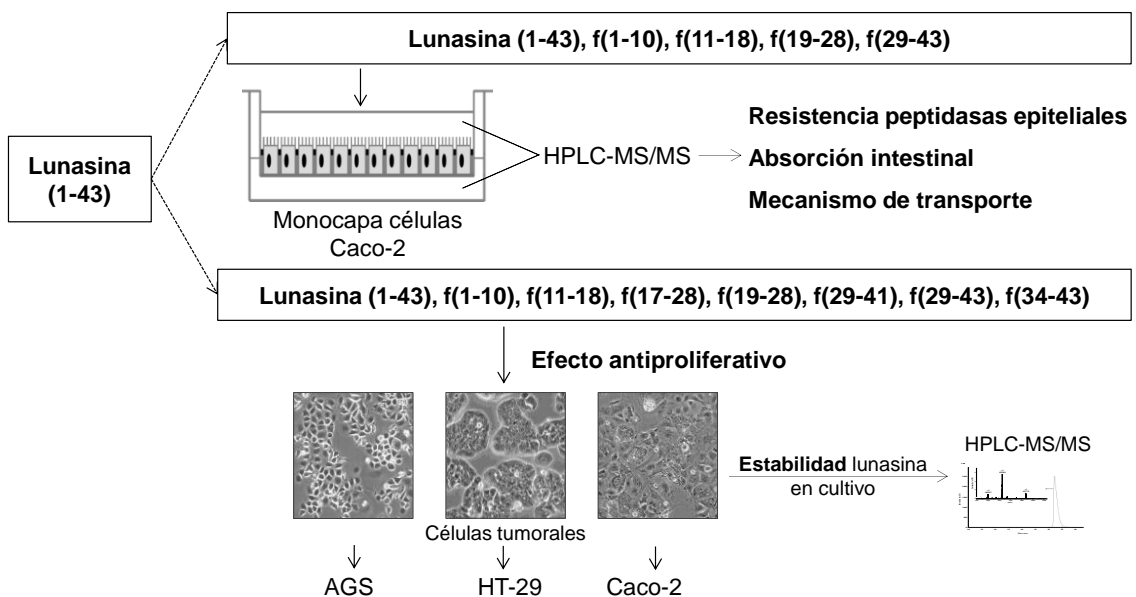 Lunasina (1-43), f(1-10), f(11-18), f(19-28), f(29-43)
Lunasina
(1-43)
HPLC-MS/MS
Resistencia peptidasas epiteliales
Absorción intestinal
Mecanismo de transporte
Monocapa células
Caco-2
Lunasina (1-43), f(1-10), f(11-18), f(17-28), f(19-28), f(29-41), f(29-43), f(34-43)
Efecto antiproliferativo
Estabilidad lunasina
en cultivo
HPLC-MS/MS
Células tumorales
AGS
HT-29
Caco-2